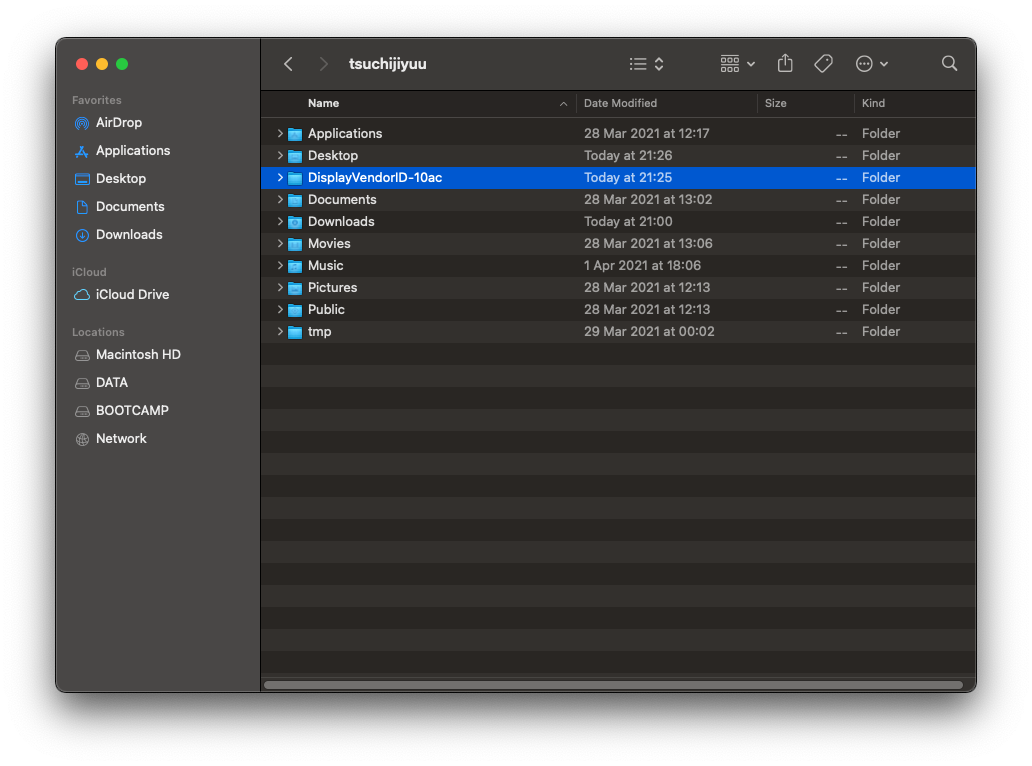 tsuchijiyuu
Favorites
AirDrop
Applications
Desktop
Documents
Downloads
iCloud
iCloud Drive
Locations
Macintosh HD
DATA
BOOTCAMP
Network
Name Date Modified Size Kind
Applications 28 Mar 2021 at 12:17 -- Folder
Desktop Today at 21:26 -- Folder
DisplayVendorID-10ac Today at 21:25 -- Folder
Documents 28 Mar 2021 at 13:02 -- Folder
Downloads Today at 21:00 -- Folder
Movies 28 Mar 2021 at 13:06 -- Folder
Music 1 Apr 2021 at 18:06 -- Folder
Pictures 28 Mar 2021 at 12:13 -- Folder
Public 28 Mar 2021 at 12:13 -- Folder
tmp 29 Mar 2021 at 00:02 -- Folder